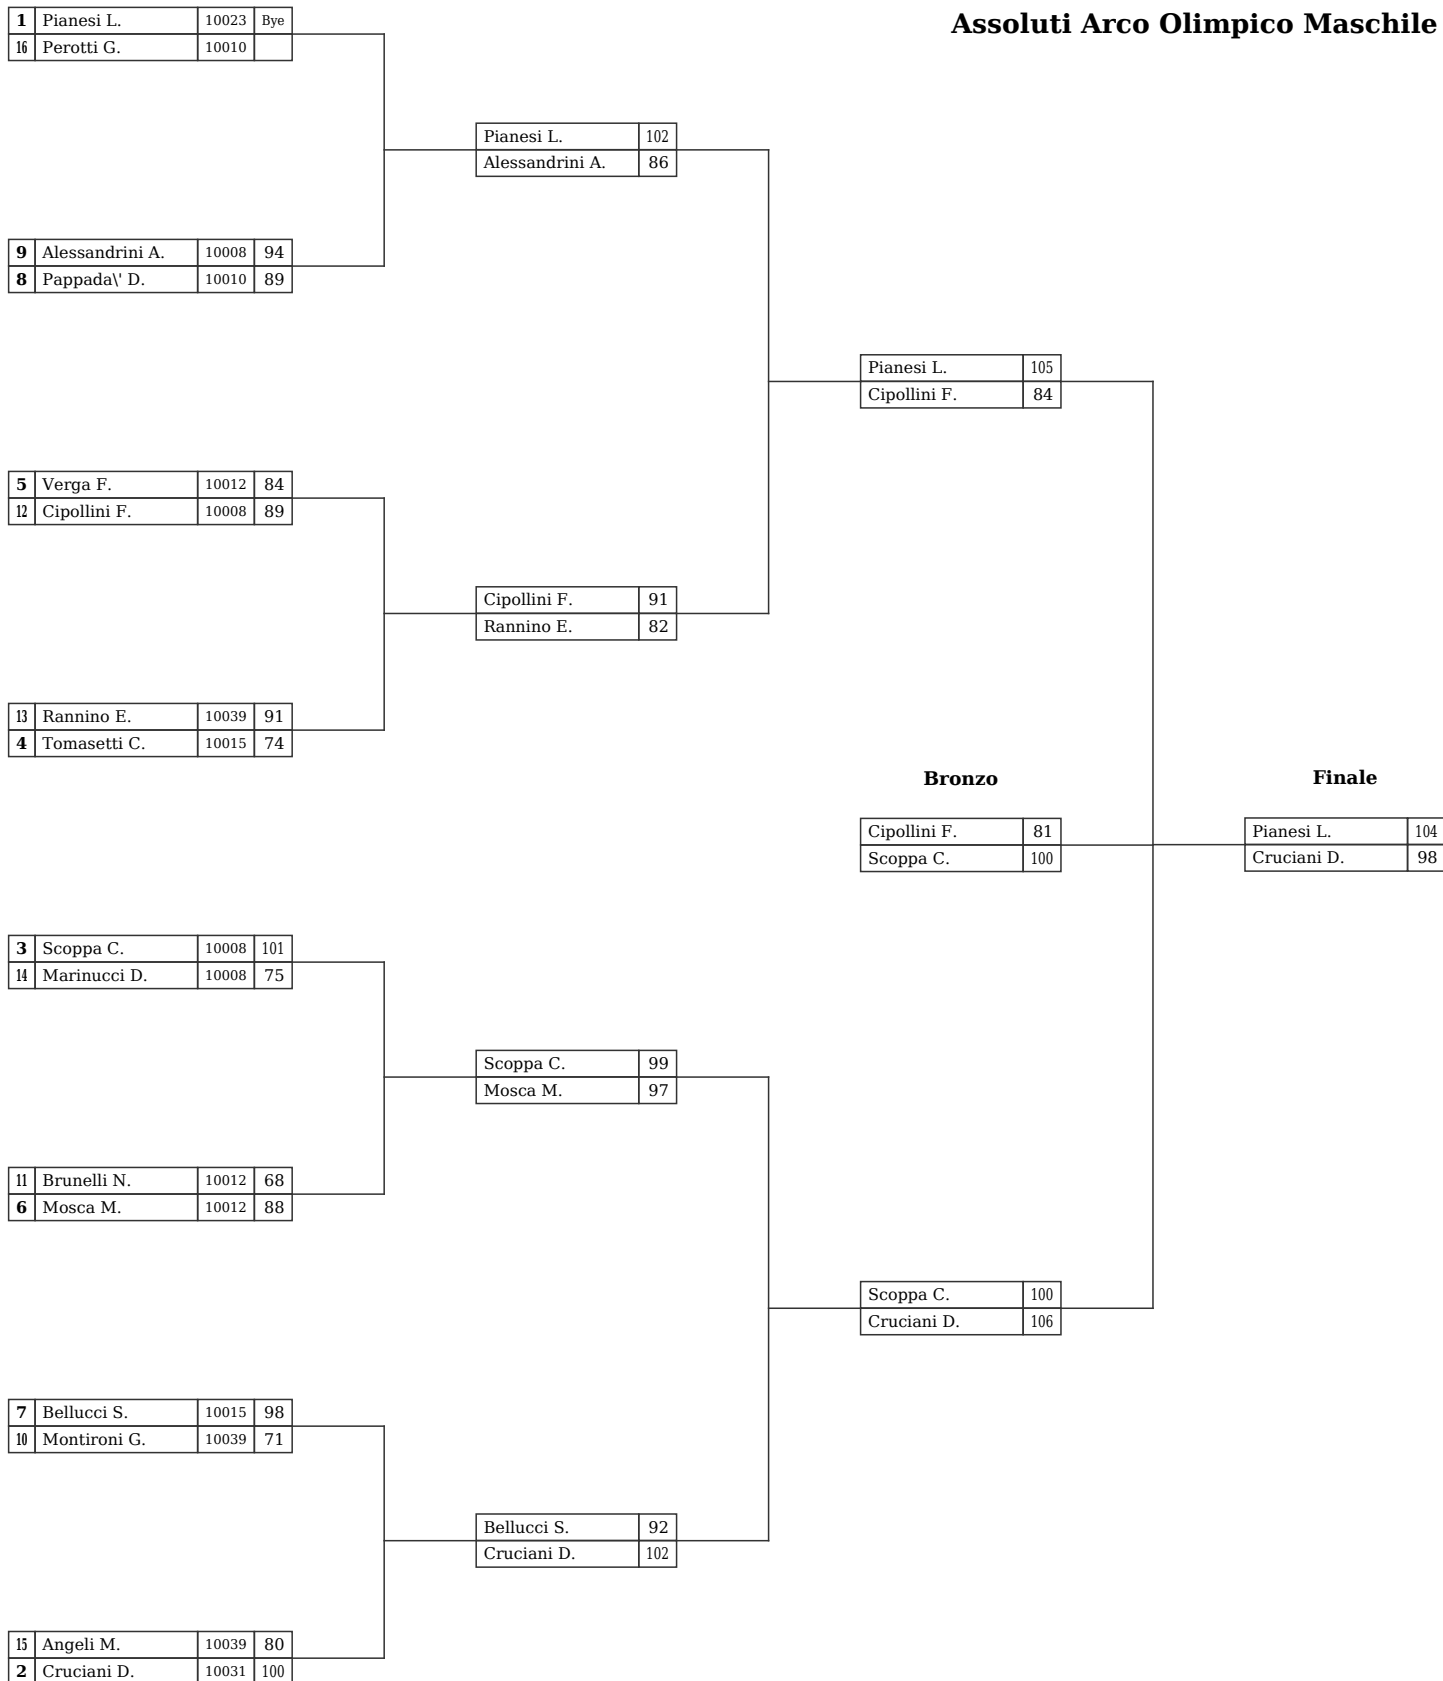 Assoluti Arco Olimpico Maschile
1 Pianesi L. 10023 Bye
16 Perotti G. 10010
Pianesi L. 102
Alessandrini A. 86
9 Alessandrini A. 10008 94
8 Pappada\' D. 10010 89
Pianesi L. 105
Cipollini F. 84
5 Verga F. 10012 84
12 Cipollini F. 10008 89
Cipollini F. 91
Rannino E. 82
13 Rannino E. 10039 91
4 Tomasetti C. 10015 74
Bronzo Finale
Cipollini F. 81 Pianesi L. 104
Scoppa C. 100 Cruciani D. 98
3 Scoppa C. 10008 101
14 Marinucci D. 10008 75
Scoppa C. 99
Mosca M. 97
11 Brunelli N. 10012 68
6 Mosca M. 10012 88
Scoppa C. 100
Cruciani D. 106
7 Bellucci S. 10015 98
10 Montironi G. 10039 71
Bellucci S. 92
Cruciani D. 102
15 Angeli M. 10039 80
2 Cruciani D. 10031 100